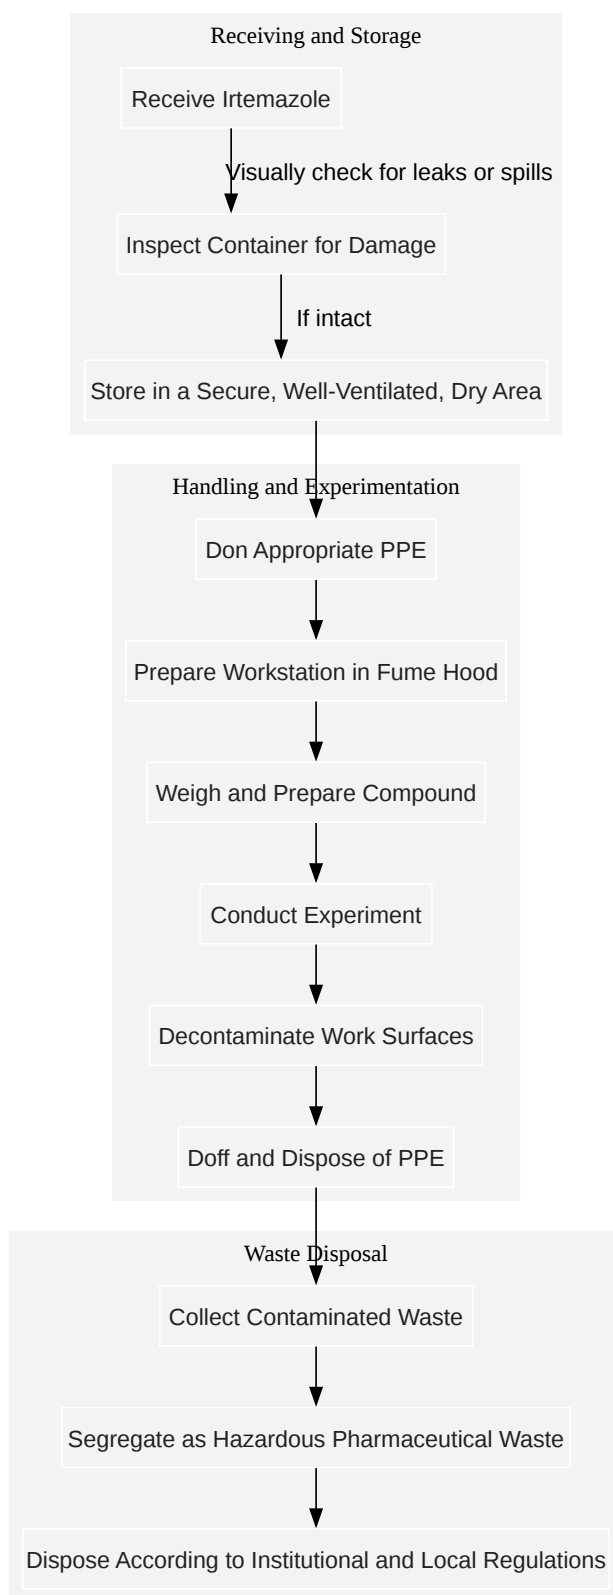 Receiving and Storage
Receive Irtemazole
Visually check for leaks or spills
Inspect Container for Damage
If intact
Store in a Secure, Well-Ventilated, Dry Area
Handling and Experimentation
Don Appropriate PPE
Prepare Workstation in Fume Hood
Weigh and Prepare Compound
Conduct Experiment
Decontaminate Work Surfaces
Doff and Dispose of PPE
Waste Disposal
Collect Contaminated Waste
Segregate as Hazardous Pharmaceutical Waste
Dispose According to Institutional and Local Regulations